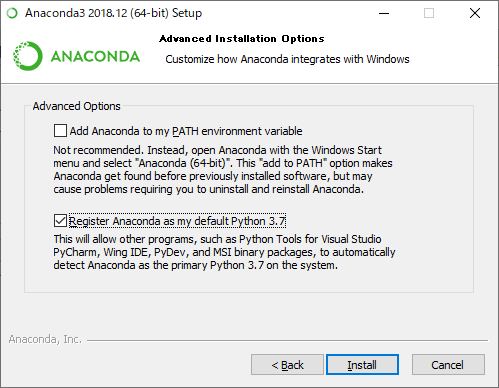 Anaconda3 2018.12 (64-bit) Setup
Advanced Installation Options
Customize how Anaconda integrates with Windows
ANACONDA
Advanced Options
Add Anaconda to my PATH environment variable
Not recommended. Instead, open Anaconda with the Windows Start
menu and select "Anaconda (64-bit)". This "add to PATH" option makes
Anaconda get found before previously installed software, but may
cause problems requiring you to uninstall and reinstall Anaconda.
Register Anaconda as my default Python 3.7
This will allow other programs, such as Python Tools for Visual Studio
PyCharm, Wing IDE, PyDev, and MSI binary packages, to automatically
detect Anaconda as the primary Python 3.7 on the system.
Anaconda, Inc.
< Back
Install
Cancel